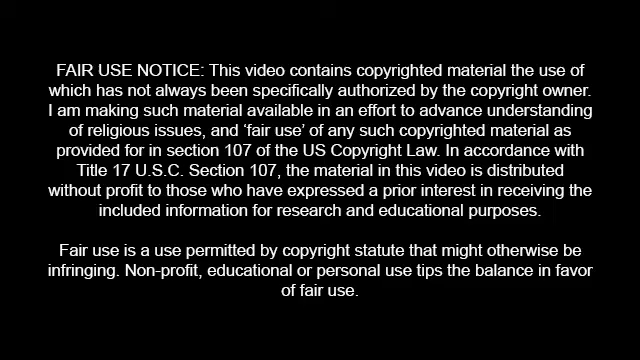 FAIR USE NOTICE: This video contains copyrighted material the use of
which has not always been specifically authorized by the copyright owner.
I am making such material available in an effort to advance understanding
of religious issues, and ‘fair use’ of any such copyrighted material as
provided for in section 107 of the US Copyright Law. In accordance with
Title 17 U.S.C. Section 107, the material in this video is distributed
without profit to those who have expressed a prior interest in receiving the
included information for research and educational purposes.
Fair use is a use permitted by copyright statute that might otherwise be
infringing. Non-profit, educational or personal use tips the balance in favor
of fair use.